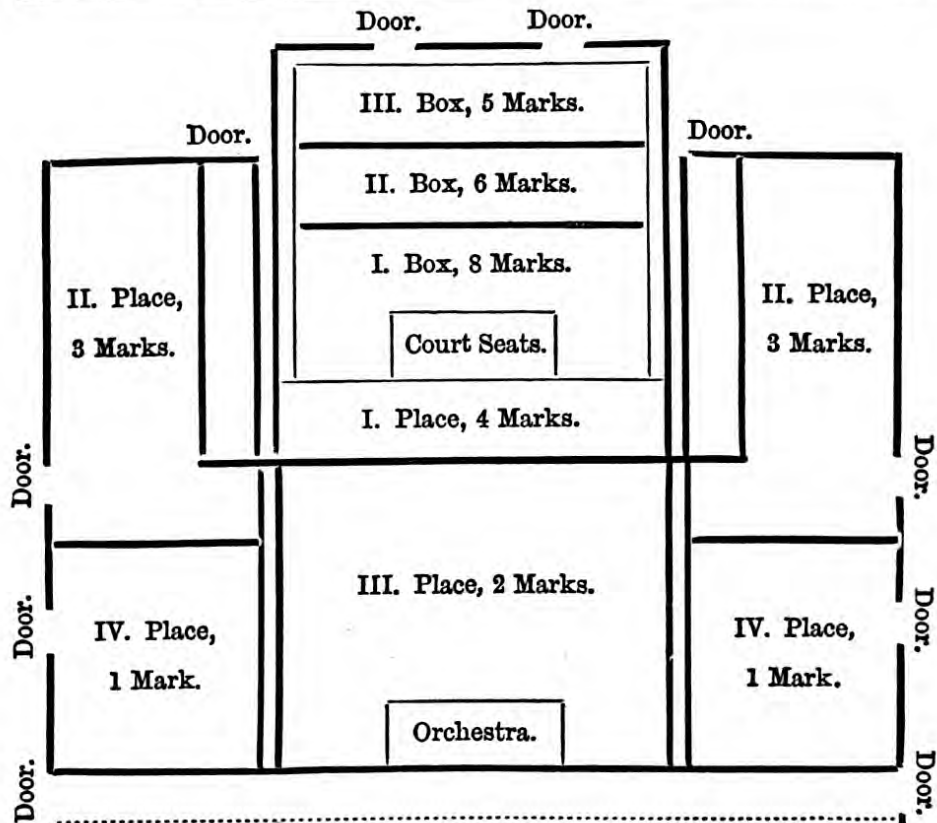 Door. Door.
III. Box, 5 Marks.
Door. Door.
II. Box, 6 Marks.
I. Box, 8 Marks.
II. Place,
3 Marks.
II. Place,
3 Marks.
Court Seats.
I. Place, 4 Marks.
Door.
Door.
III. Place, 2 Marks.
Door.
Door.
IV. Place,
1 Mark.
IV. Place,
1 Mark.
Orchestra.
Door.
Door.